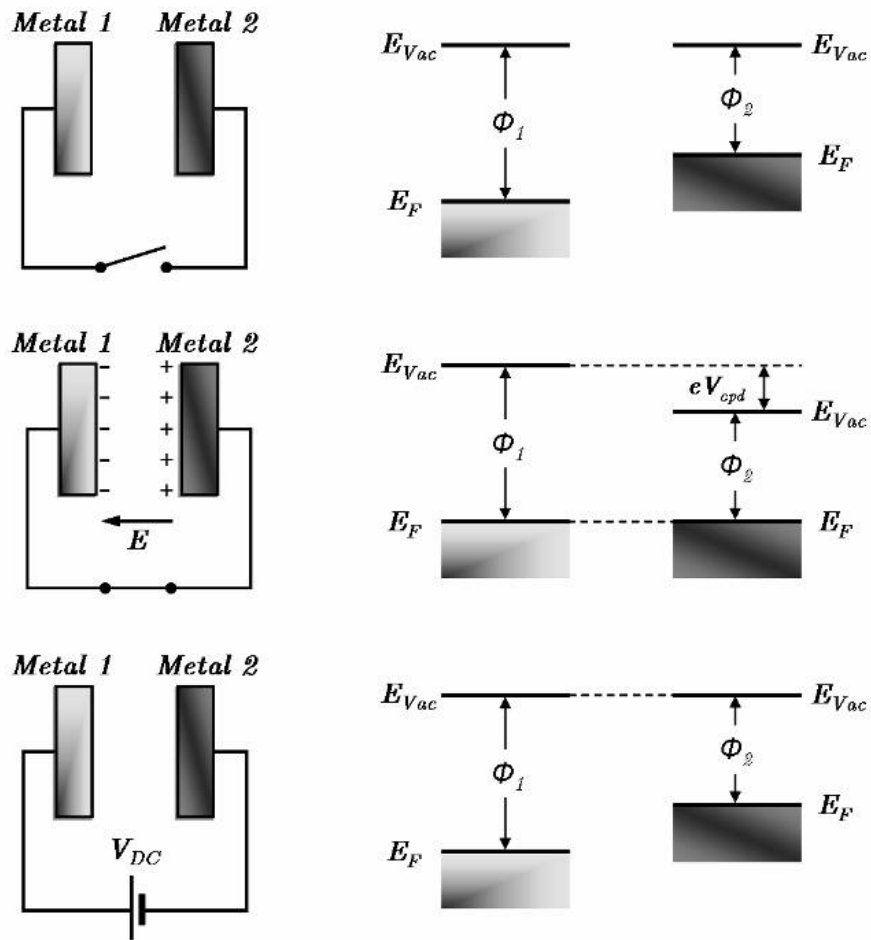 Metal 1 Metal 2
E_Vac E_Vac
Φ_1 Φ_2
E_F
E_F
Metal 1 Metal 2
- +
- +
- +
- +
- +
E
E_Vac
eV_cpd
E_Vac
Φ_1
Φ_2
E_F E_F
Metal 1 Metal 2
V_DC
E_Vac E_Vac
Φ_1 Φ_2
E_F
E_F